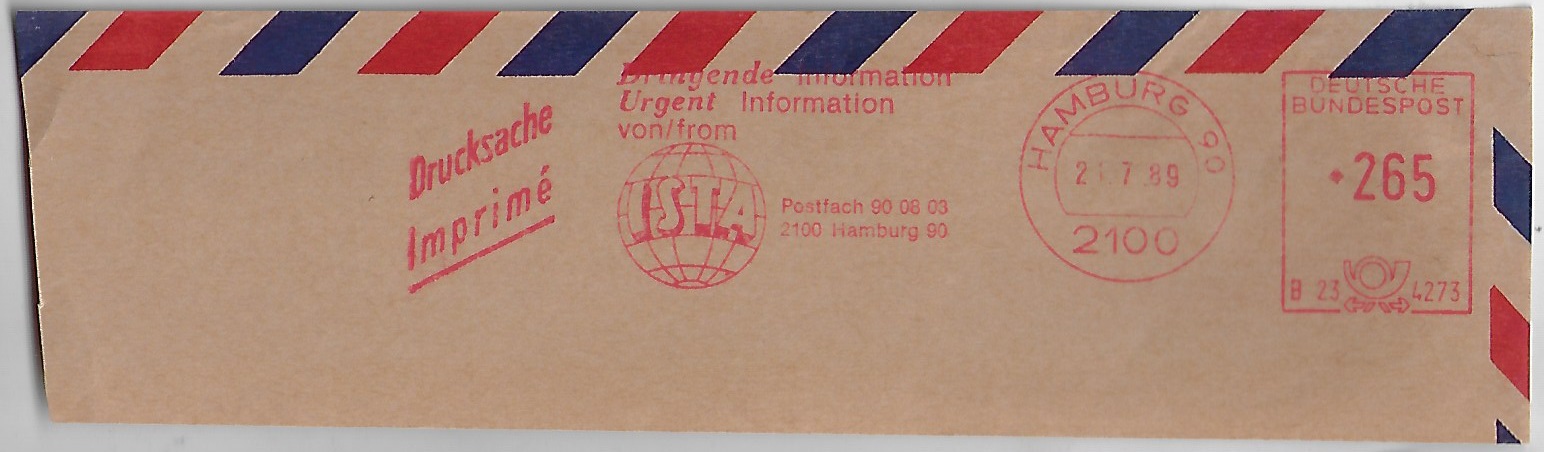 Dringende Information
Urgent Information
von/from
Drucksache
Imprimé
ISTA
Postfach 90 08 03
2100 Hamburg 90
HAMBURG 90
21.7.89
2100
DEUTSCHE
BUNDESPOST
265
B 23 4273